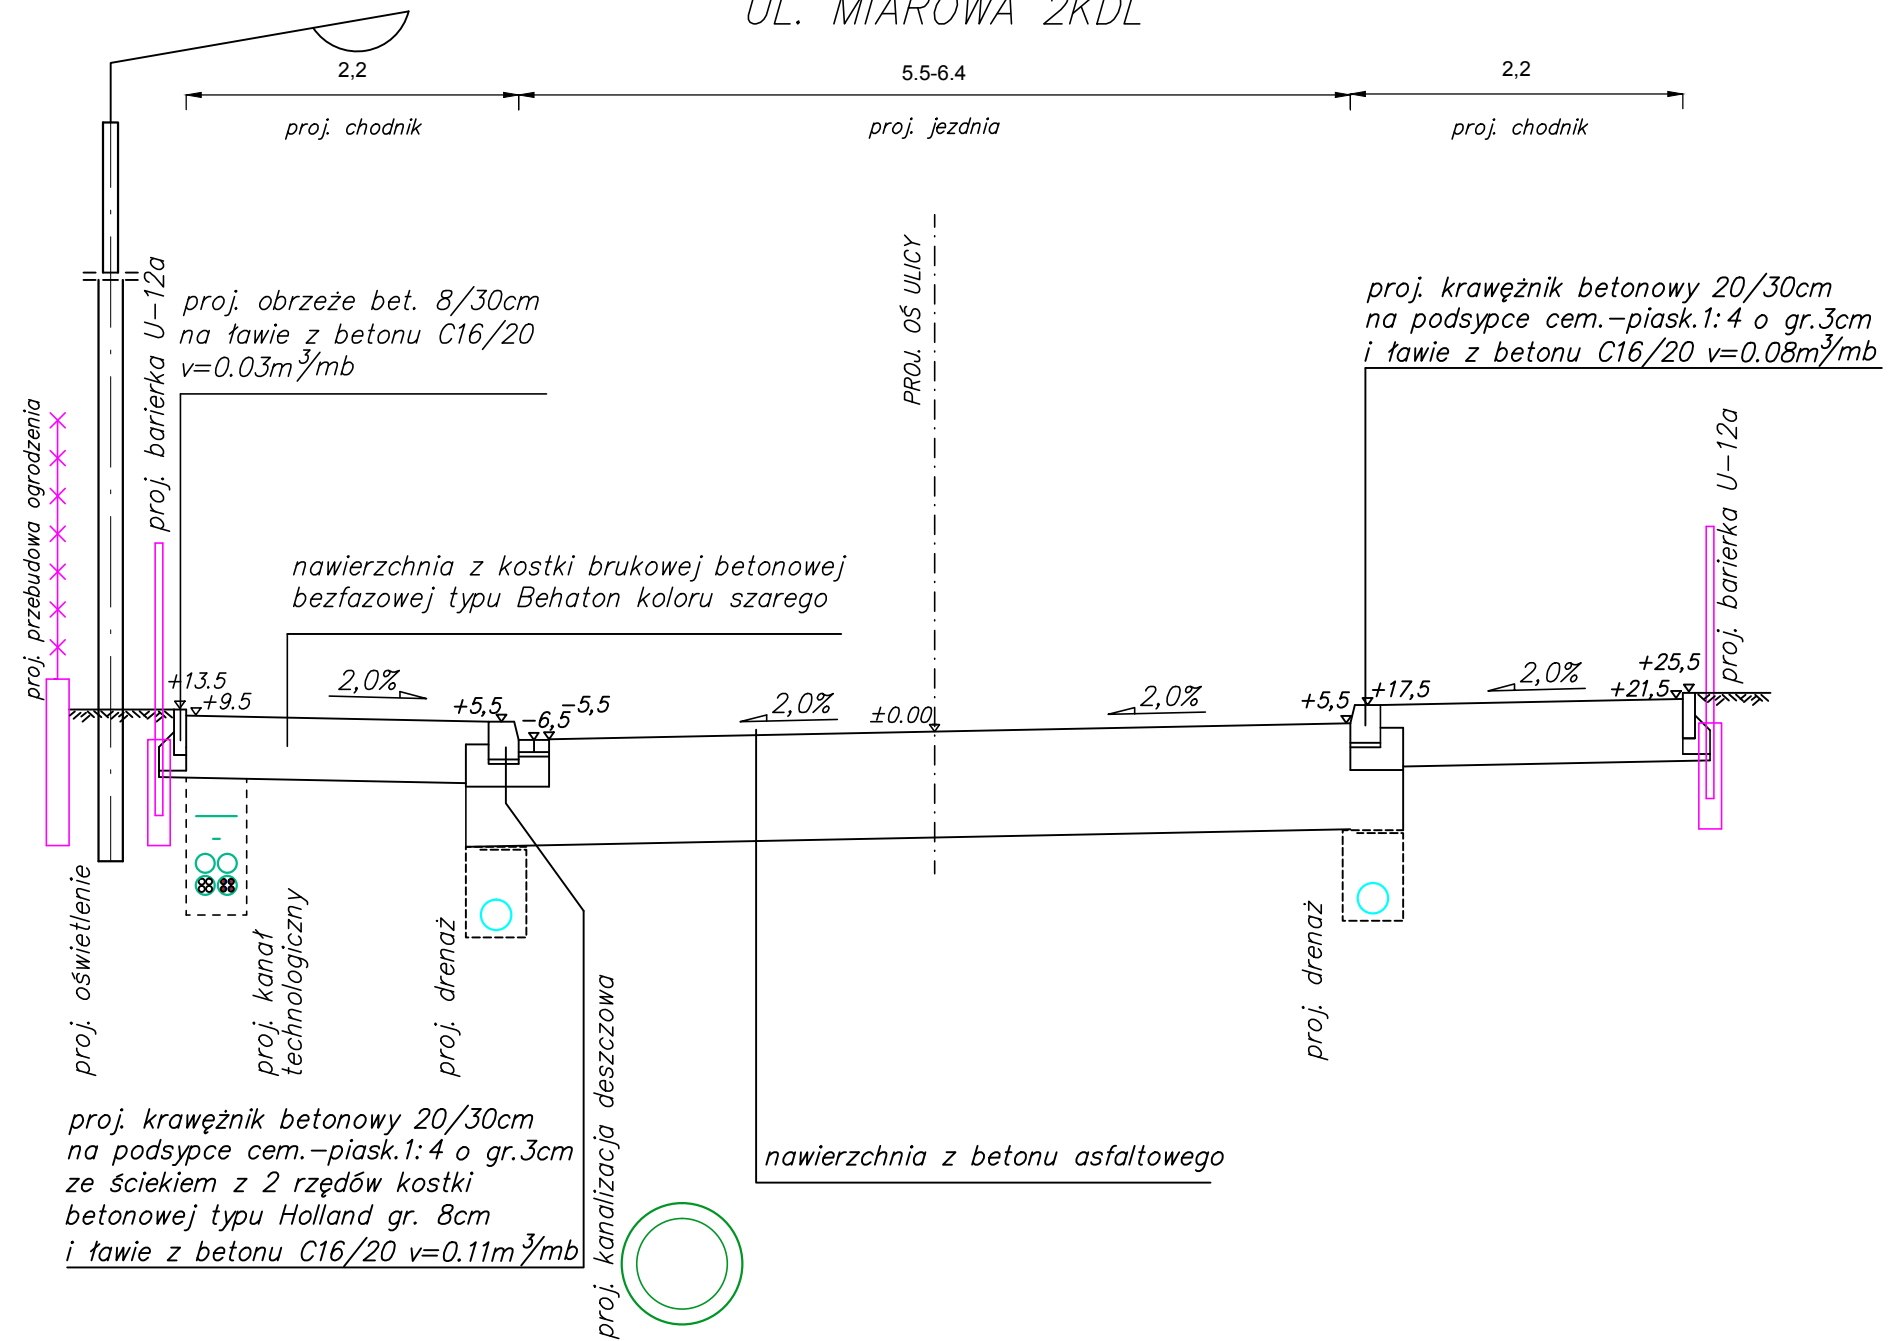 UL. MIAROWA 2KDL
2,2
5.5-6.4
2,2
proj. chodnik
proj. jezdnia
proj. chodnik
PROJ. OŚ ULICY
proj. obrzeże bet. 8/30cm
na ławie z betonu C16/20
v=0.03m³/mb
proj. krawężnik betonowy 20/30cm
na podsypce cem.-piask.1:4 o gr.3cm
i ławie z betonu C16/20 v=0.08m³/mb
proj. przebudowa ogrodzenia
proj. barierka U-12a
proj. barierka U-12a
nawierzchnia z kostki brukowej betonowej
bezfazowej typu Behaton koloru szarego
+13.5
+9.5
2,0%
+5,5
-6,5
-5,5
2,0%
±0.00
2,0%
+5,5
+17,5
2,0%
+21,5
+25,5
proj. oświetlenie
proj. kanał
technologiczny
proj. drenaż
proj. drenaż
proj. kanalizacja deszczowa
proj. krawężnik betonowy 20/30cm
na podsypce cem.-piask.1:4 o gr.3cm
ze ściekiem z 2 rzędów kostki
betonowej typu Holland gr. 8cm
i ławie z betonu C16/20 v=0.11m³/mb
nawierzchnia z betonu asfaltowego